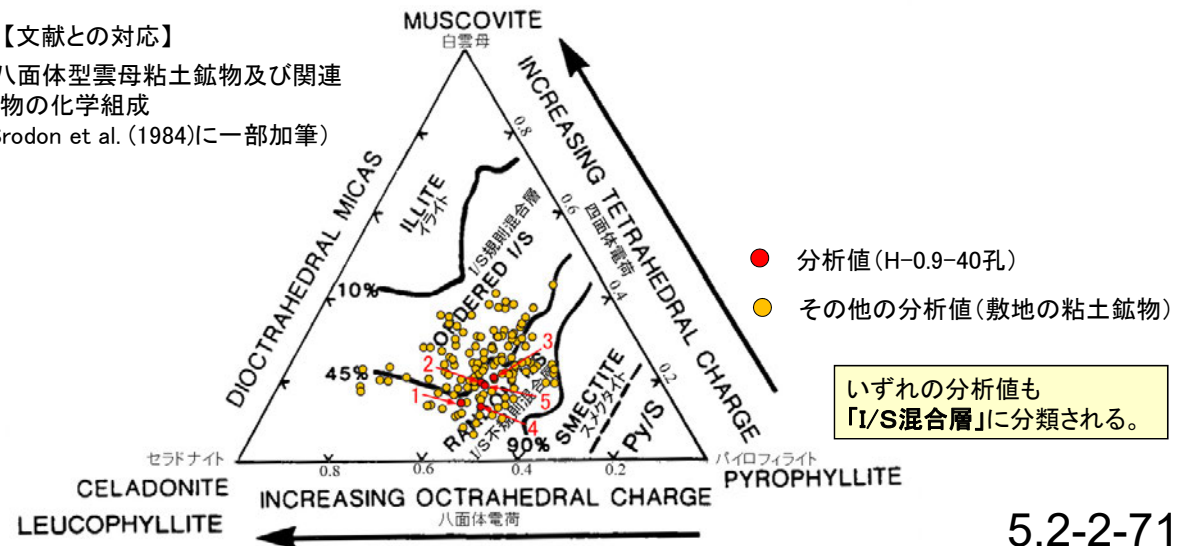 【文献との対応】
八面体型雲母粘土鉱物及び関連
物の化学組成
rodon et al. (1984)に一部加筆）
MUSCOVITE
白雲母
INCREASING TETRAHEDRAL CHARGE
四面体電荷
DIOCTRAHEDRAL MICAS
0.8
0.6
0.4
0.2
ILLITE
イライト
I/S規則混合層
ORDERED I/S
10%
45%
90%
1
2
3
4
5
I/S不規則混合層
SMECTITE
スメクタイト
Py/S
セラドナイト
CELADONITE
LEUCOPHYLLITE
0.8
0.6
0.4
0.2
パイロフィライト
PYROPHYLLITE
INCREASING OCTRAHEDRAL CHARGE
八面体電荷
分析値（H-0.9-40孔）
その他の分析値（敷地の粘土鉱物）
いずれの分析値も
「I/S混合層」に分類される。
5.2-2-71